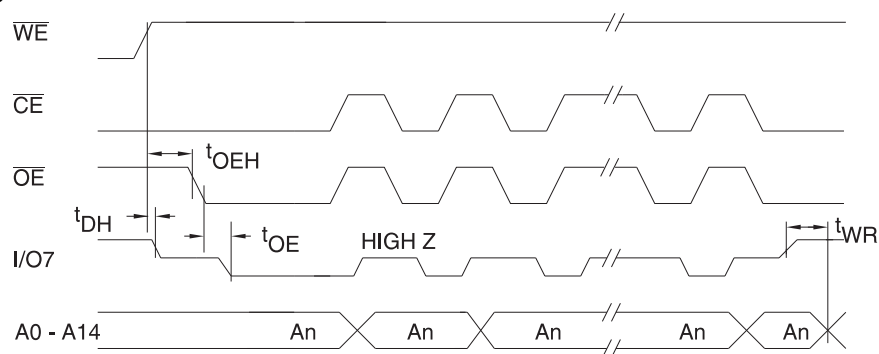 WE
CE
tOEH
OE
tDH
tOE
HIGH Z
tWR
I/O7
A0 - A14 An An An An An